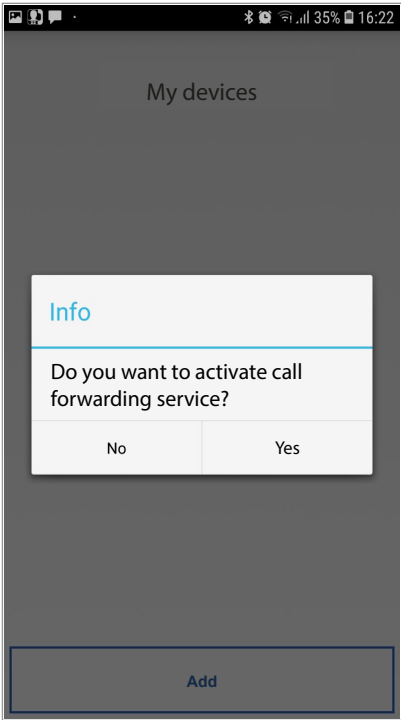 35% 16:22
My devices
Info
Do you want to activate call
forwarding service?
No Yes
Add